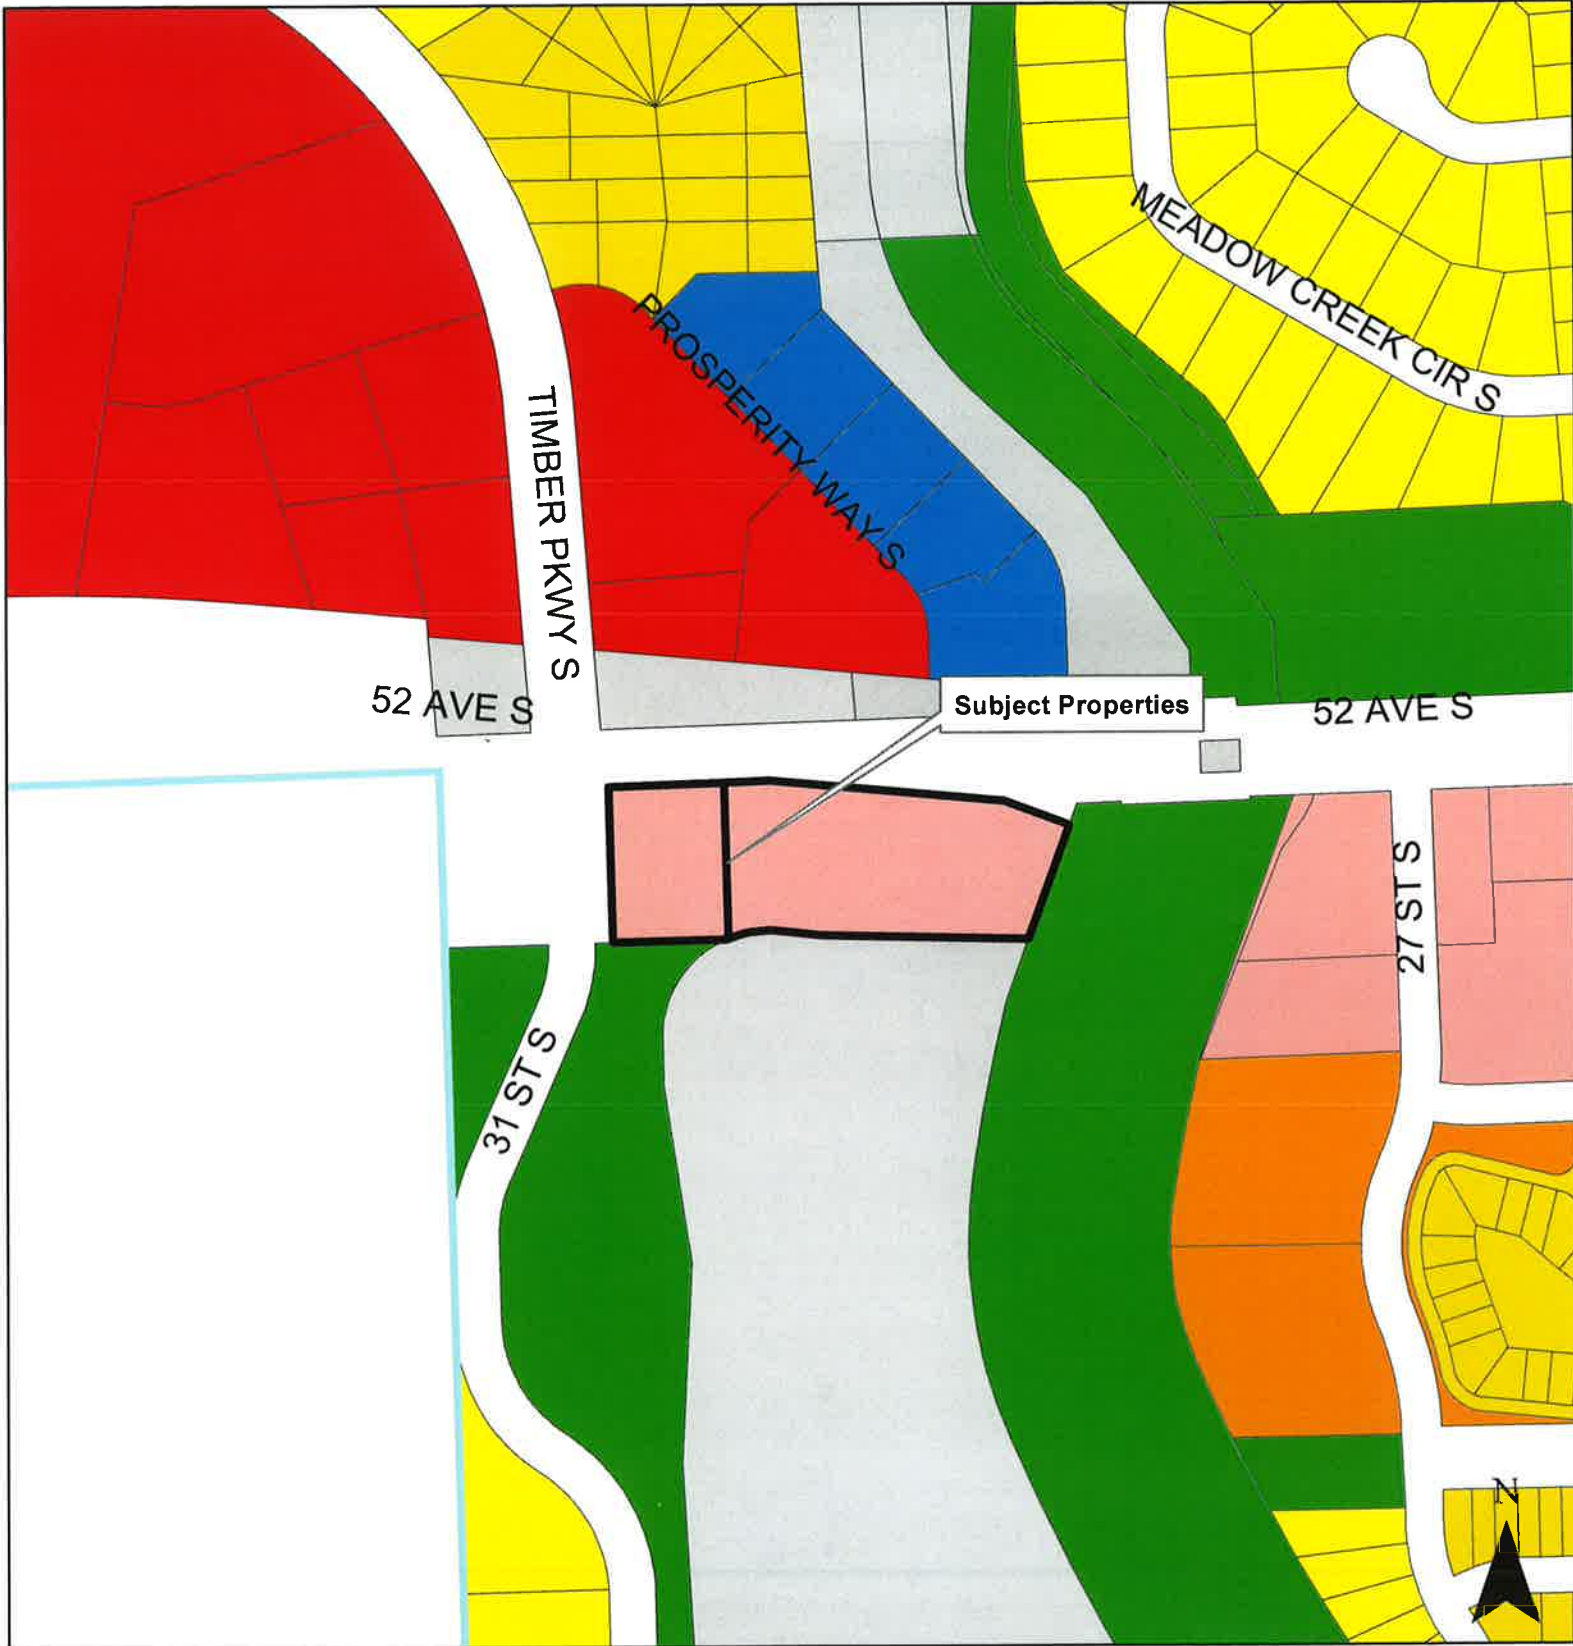 MEADOW CREEK CIR S
PROSPERITY WAY S
TIMBER PKWY S
52 AVE S
Subject Properties
52 AVE S
27 ST S
31 ST S
N